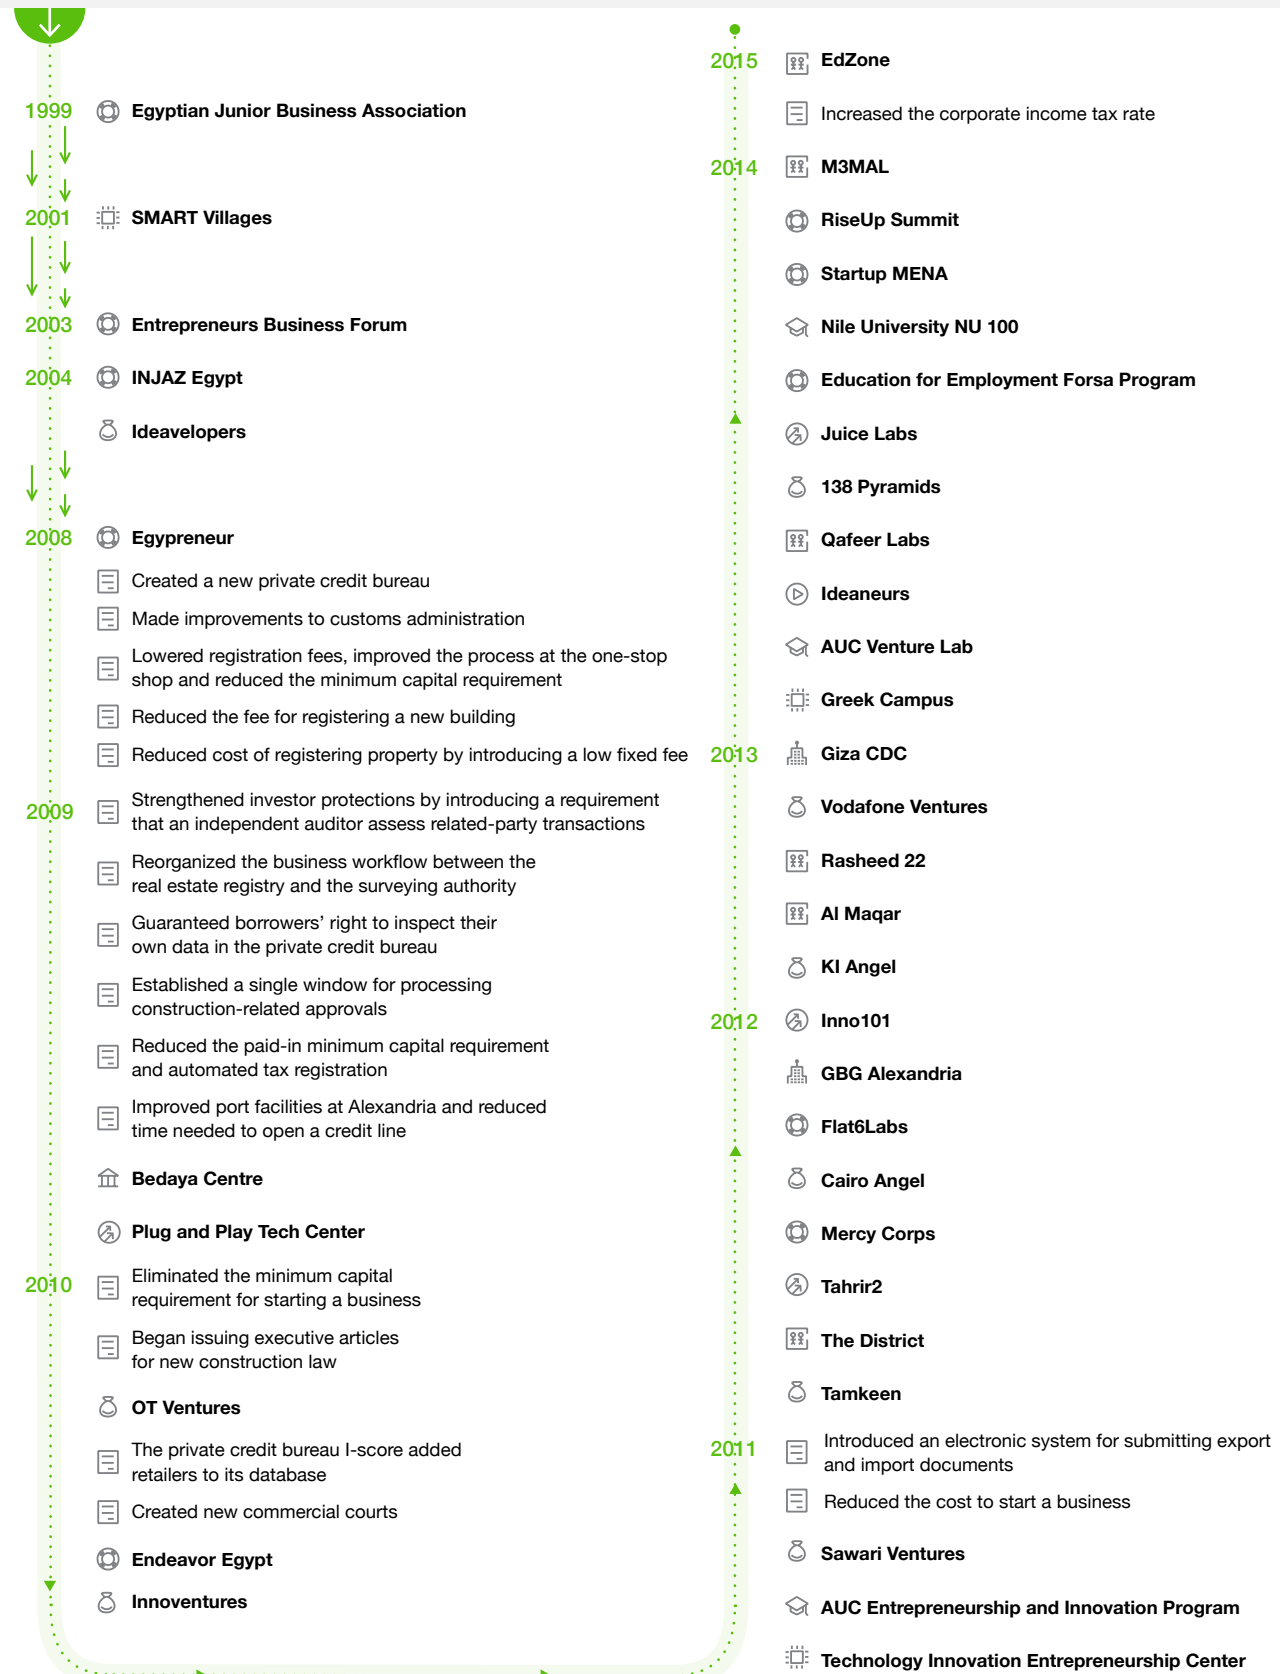 1999 Egyptian Junior Business Association
2001 SMART Villages
2003 Entrepreneurs Business Forum
2004 INJAZ Egypt
Ideavelopers
2008 Egypreneur
Created a new private credit bureau
Made improvements to customs administration
Lowered registration fees, improved the process at the one-stop
shop and reduced the minimum capital requirement
Reduced the fee for registering a new building
Reduced cost of registering property by introducing a low fixed fee
2009 Strengthened investor protections by introducing a requirement
that an independent auditor assess related-party transactions
Reorganized the business workflow between the
real estate registry and the surveying authority
Guaranteed borrowers' right to inspect their
own data in the private credit bureau
Established a single window for processing
construction-related approvals
Reduced the paid-in minimum capital requirement
and automated tax registration
Improved port facilities at Alexandria and reduced
time needed to open a credit line
Bedaya Centre
Plug and Play Tech Center
2010 Eliminated the minimum capital
requirement for starting a business
Began issuing executive articles
for new construction law
OT Ventures
The private credit bureau I-score added
retailers to its database
Created new commercial courts
Endeavor Egypt
Innoventures
2015 EdZone
Increased the corporate income tax rate
2014 M3MAL
RiseUp Summit
Startup MENA
Nile University NU 100
Education for Employment Forsa Program
Juice Labs
138 Pyramids
Qafeer Labs
Ideaneurs
AUC Venture Lab
Greek Campus
2013 Giza CDC
Vodafone Ventures
Rasheed 22
Al Maqar
KI Angel
2012 Inno101
GBG Alexandria
Flat6Labs
Cairo Angel
Mercy Corps
Tahrir2
The District
Tamkeen
2011 Introduced an electronic system for submitting export
and import documents
Reduced the cost to start a business
Sawari Ventures
AUC Entrepreneurship and Innovation Program
Technology Innovation Entrepreneurship Center